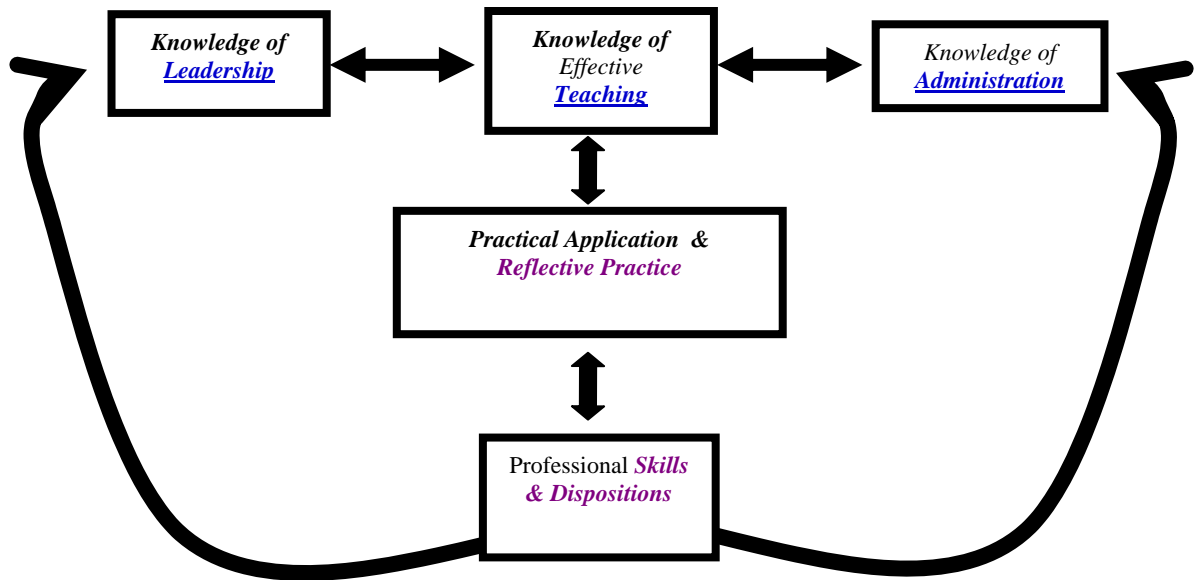 Knowledge of
Leadership
Knowledge of
Effective
Teaching
Knowledge of
Administration
Practical Application &
Reflective Practice
Professional Skills
& Dispositions